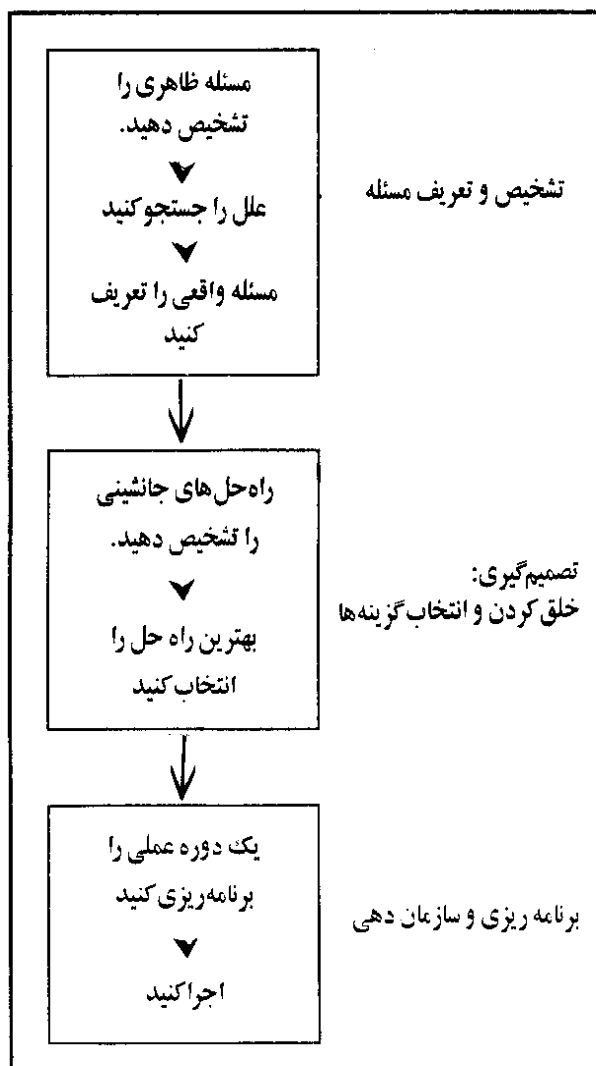 مسئله ظاهری را
تشخیص دهید.
علل را جستجو کنید
مسئله واقعی را تعریف
کنید
تشخیص و تعریف مسئله
راه‌حل‌های جانشینی
را تشخیص دهید.
بهترین راه حل را
انتخاب کنید
تصمیم‌گیری:
خلق کردن و انتخاب گزینه‌ها
یک دوره عملی را
برنامه‌ریزی کنید
اجرا کنید
برنامه ریزی و سازمان دهی